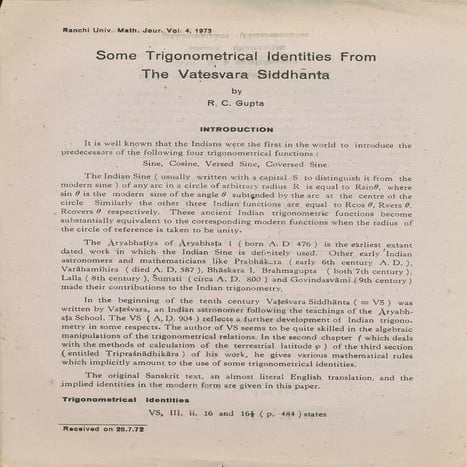 Ranchi Univ. Math. Jour. Vol. 4, 1973
Some Trigonometrical Identities From
The Vaṭeśvara Siddhānta
by
R. C. Gupta
INTRODUCTION
It is well known that the Indians were the first in the world to introduce the
predecessors of the following four trigonometrical functions :
Sine, Cosine, Versed Sine, Coversed Sine.
The Indian Sine ( usually written with a capital S to distinguish it from the
modern sine ) of any arc in a circle of arbitrary radius R is equal to Rsinθ, where
sin θ is the modern sine of the angle θ subtended by the arc at the centre of the
circle Similarly the other three Indian functions are equal to Rcos θ, Rvers θ,
Rcovers θ respectively. These ancient Indian trigonometric functions become
substantially equivalent to the corresponding modern functions when the radius of
the circle of reference is taken to be unity.
The Āryabhaṭīya of Āryabhaṭa I ( born A. D 476 ) is the earliest extant
dated work in which the Indian Sine is definitely used. Other early Indian
astronomers and mathematicians like Prabhākara ( early 6th century A. D. ),
Varāhamihira ( died A. D. 587 ), Bhāskara I, Brahmagupta ( both 7th century ),
Lalla ( 8th century ), Sumati ( circa A. D. 800 ) and Govindasvāmi (9th century )
made their contributions to the Indian trigonometry.
In the beginning of the tenth century Vaṭeśvara Siddhānta ( = VS ) was
written by Vaṭeśvara, an Indian astronomer following the teachings of the Āryabh-
aṭa School. The VS ( A. D. 904 ) reflects a further development of Indian trigono-
metry in some respects. The author of VS seems to be quite skilled in the algebraic
manipulations of the trigonometrical relations. In the second chapter ( which deals
with the methods of calculation of the terrestrial latitude φ ) of the third section
( entitled Tripraśnādhikāra ) of his work, he gives various mathematical rules
which implicitly amount to the use of some trigonometrical identities.
The original Sanskrit text, an almost literal English translation, and the
implied identities in the modern form are given in this paper.
Trigonometrical Identities
VS, III. ii. 16 and 16½ ( p. 484 ) states
Received on 28.7.72